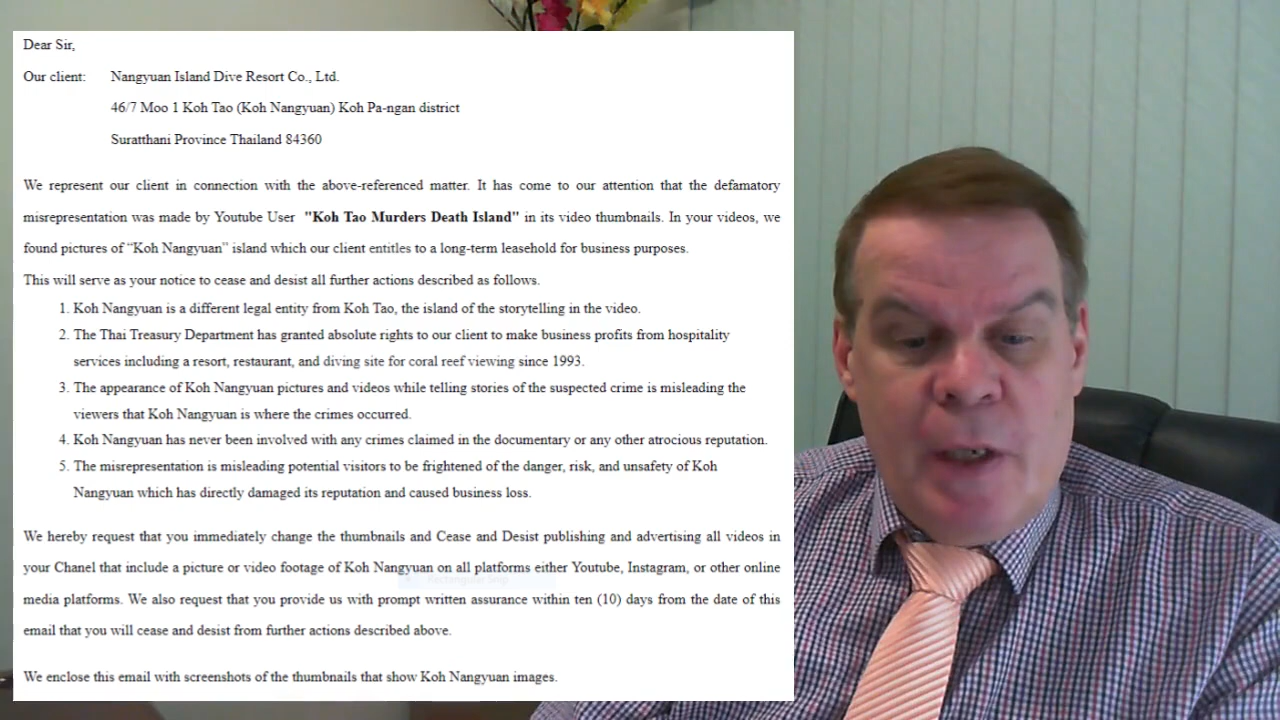 Dear Sir,
Our client: Nangyuan Island Dive Resort Co., Ltd.
46/7 Moo 1 Koh Tao (Koh Nangyuan) Koh Pa-ngan district
Suratthani Province Thailand 84360
We represent our client in connection with the above-referenced matter. It has come to our attention that the defamatory
misrepresentation was made by Youtube User "Koh Tao Murders Death Island" in its video thumbnails. In your videos, we
found pictures of “Koh Nangyuan” island which our client entitles to a long-term leasehold for business purposes.
This will serve as your notice to cease and desist all further actions described as follows.
1. Koh Nangyuan is a different legal entity from Koh Tao, the island of the storytelling in the video.
2. The Thai Treasury Department has granted absolute rights to our client to make business profits from hospitality
services including a resort, restaurant, and diving site for coral reef viewing since 1993.
3. The appearance of Koh Nangyuan pictures and videos while telling stories of the suspected crime is misleading the
viewers that Koh Nangyuan is where the crimes occurred.
4. Koh Nangyuan has never been involved with any crimes claimed in the documentary or any other atrocious reputation.
5. The misrepresentation is misleading potential visitors to be frightened of the danger, risk, and unsafety of Koh
Nangyuan which has directly damaged its reputation and caused business loss.
We hereby request that you immediately change the thumbnails and Cease and Desist publishing and advertising all videos in
your Chanel that include a picture or video footage of Koh Nangyuan on all platforms either Youtube, Instagram, or other online
media platforms. We also request that you provide us with prompt written assurance within ten (10) days from the date of this
email that you will cease and desist from further actions described above.
We enclose this email with screenshots of the thumbnails that show Koh Nangyuan images.